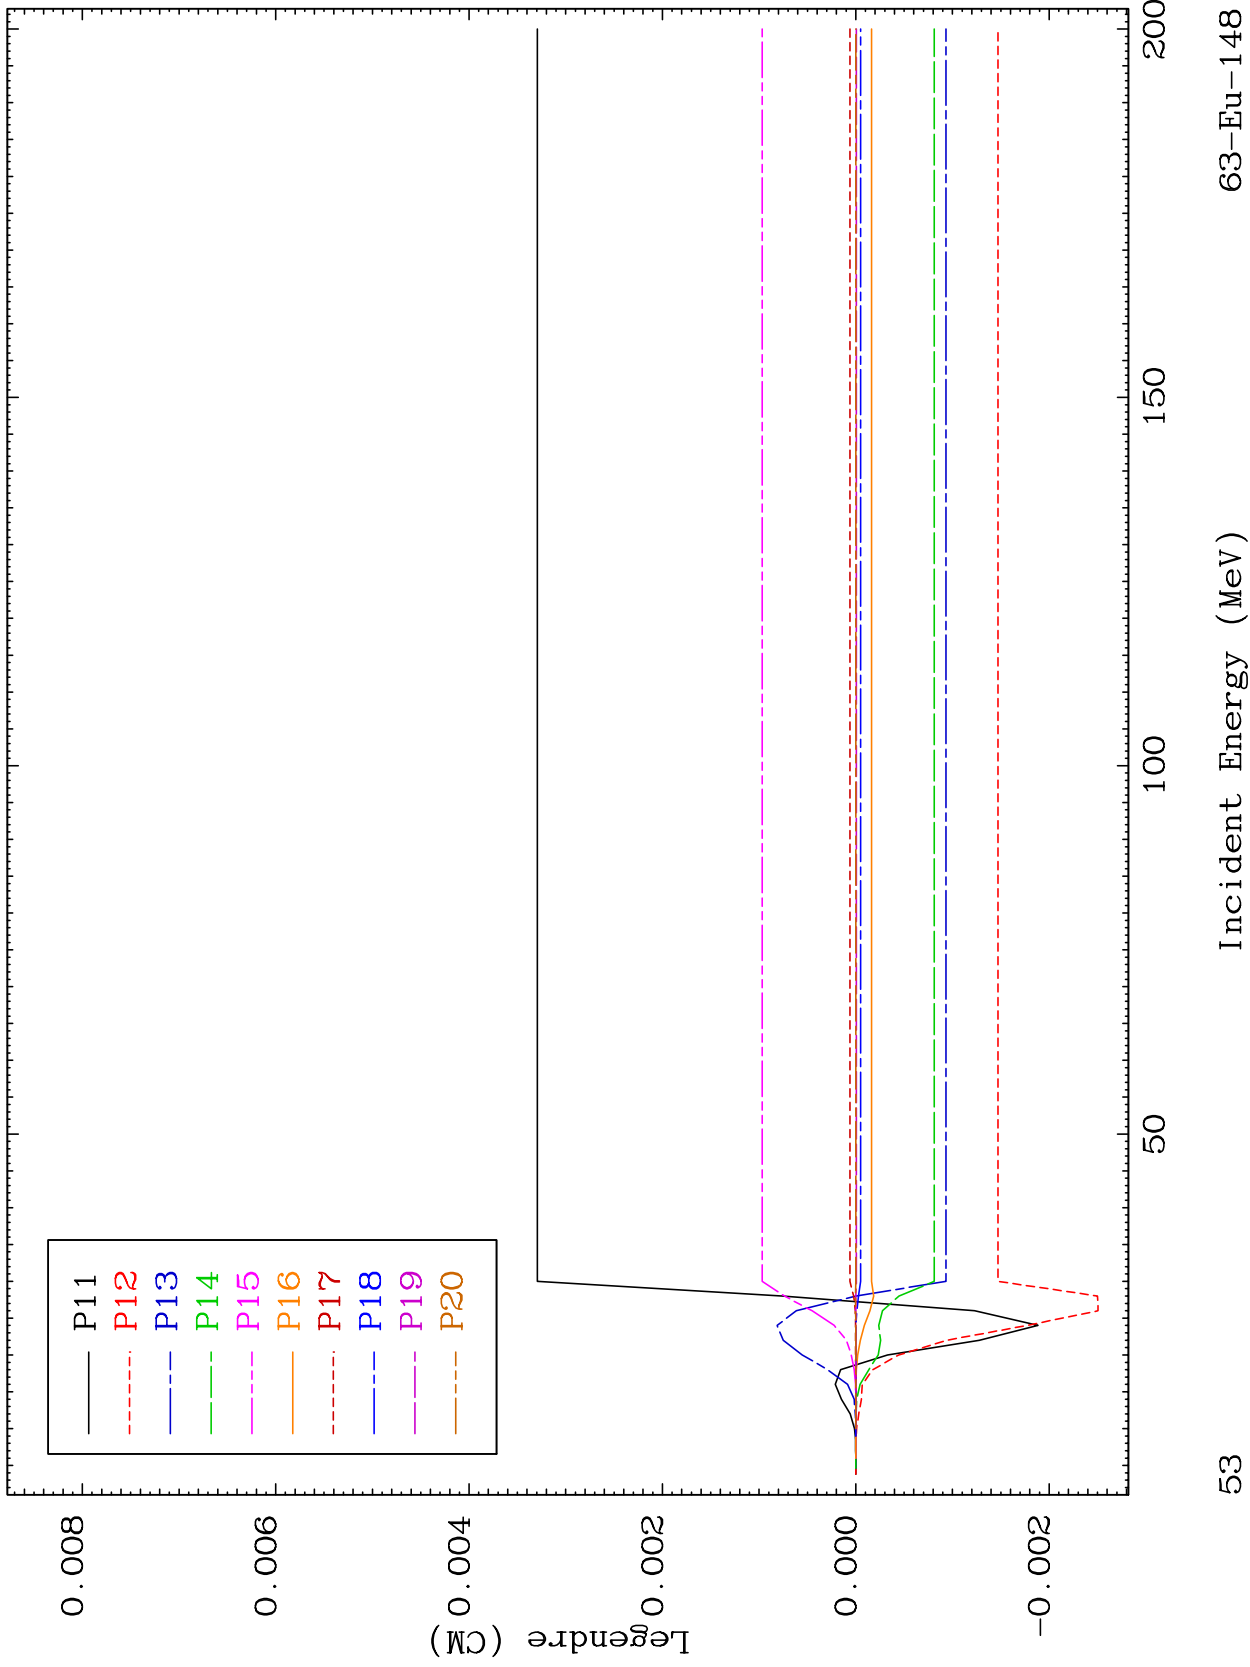 P11
P12
P13
P14
P15
P16
P17
P18
P19
P20
Legendre (CM)
0.008
0.006
0.004
0.002
0.000
-0.002
50
100
150
200
Incident Energy (MeV)
53
63-Eu-148